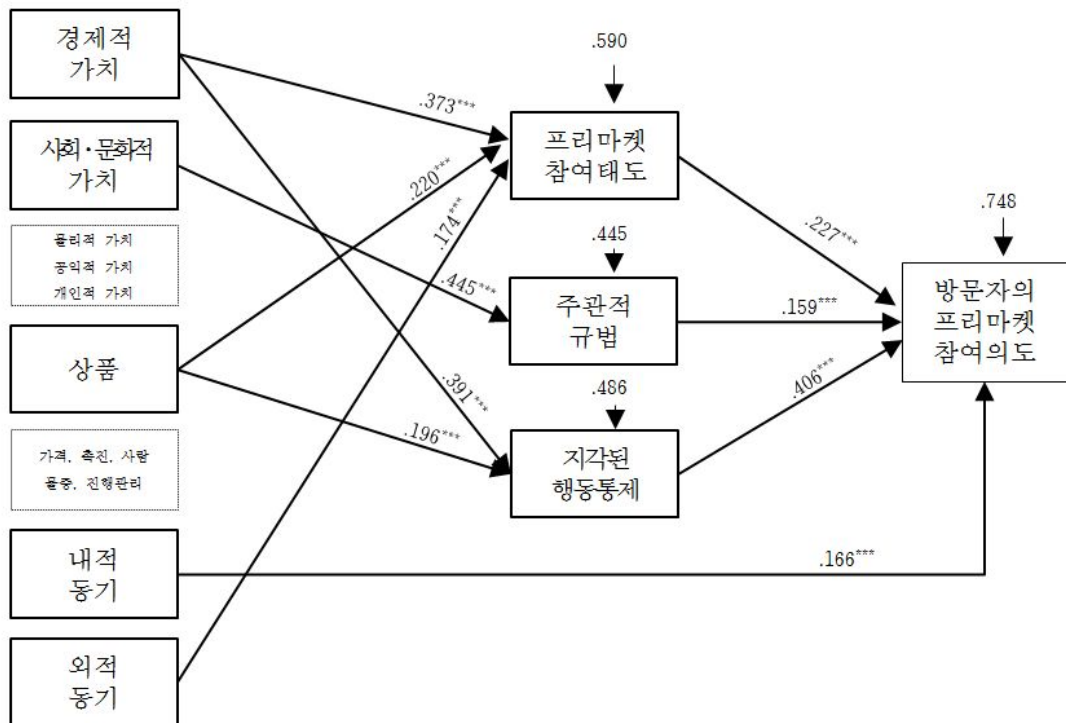 경제적
가치
사회·문화적
가치
물리적 가치
공익적 가치
개인적 가치
상품
가격, 촉진, 사람
물증, 진행관리
내적
동기
외적
동기
.373***
.220***
.174***
.445***
.391***
.196***
.590
프리마켓
참여태도
.445
주관적
규범
.486
지각된
행동통제
.227***
.159***
.406***
.166***
.748
방문자의
프리마켓
참여의도